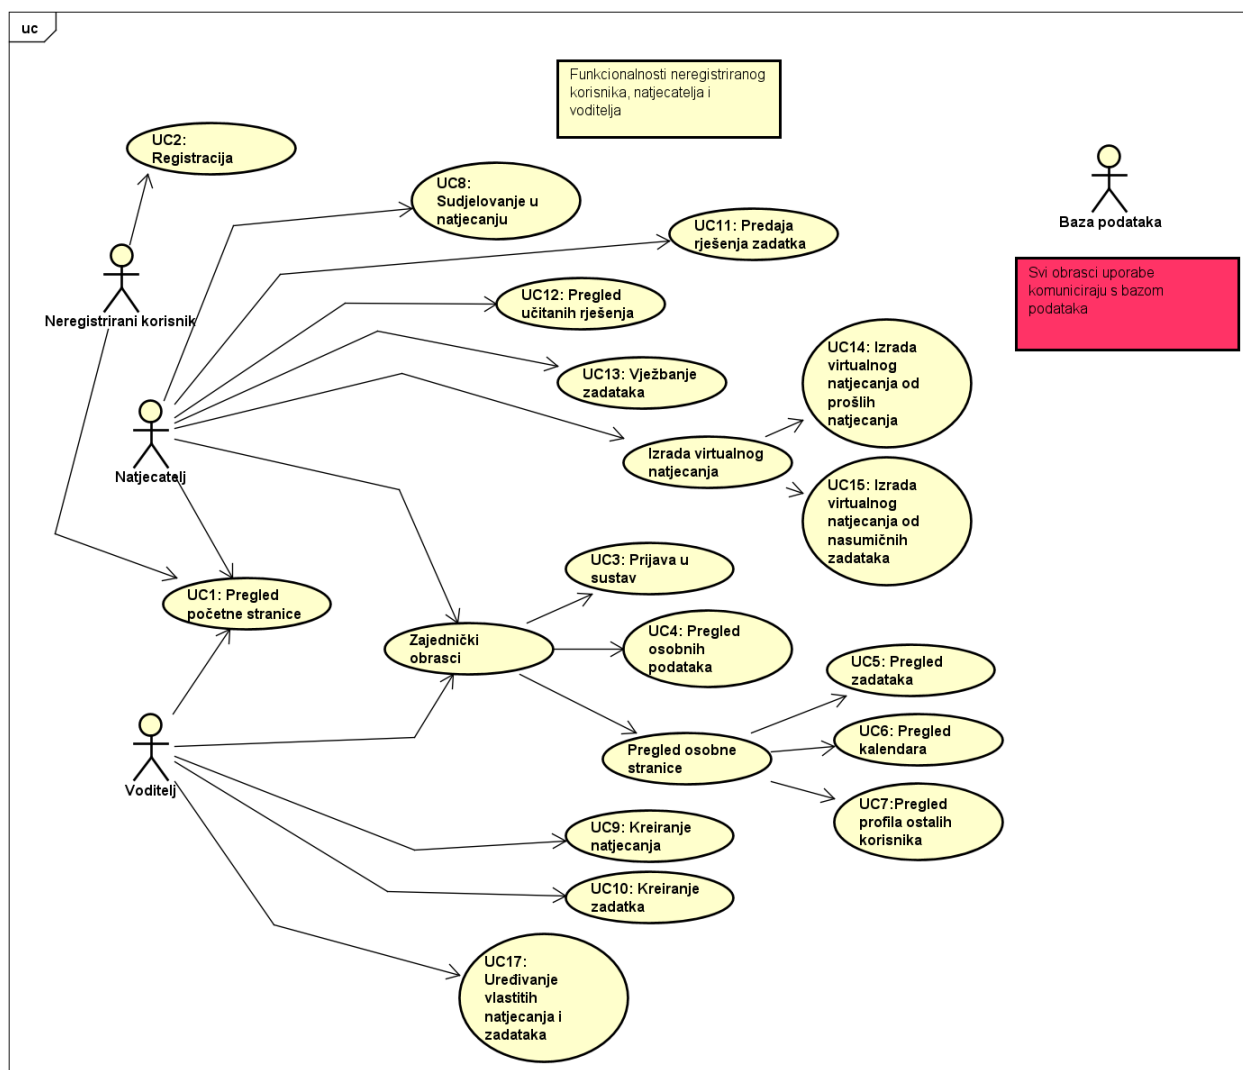 uc
Funkcionalnosti neregistriranog
korisnika, natjecatelja i
voditelja
UC2:
Registracija
UC8:
Sudjelovanje u
natjecanju
UC11: Predaja
rješenja zadatka
Baza podataka
Svi obrasci uporabe
komuniciraju s bazom
podataka
Neregistrirani korisnik
UC12: Pregled
učitanih rješenja
UC13: Vježbanje
zadataka
UC14: Izrada
virtualnog
natjecanja od
prošlih
natjecanja
Natjecatelj
Izrada virtualnog
natjecanja
UC15: Izrada
virtualnog
natjecanja od
nasumičnih
zadataka
UC3: Prijava u
sustav
UC1: Pregled
početne stranice
Zajednički
obrasci
UC4: Pregled
osobnih
podataka
UC5: Pregled
zadataka
Voditelj
Pregled osobne
stranice
UC6: Pregled
kalendara
UC7:Pregled
profila ostalih
korisnika
UC9: Kreiranje
natjecanja
UC10: Kreiranje
zadatka
UC17:
Uređivanje
vlastitih
natjecanja i
zadataka